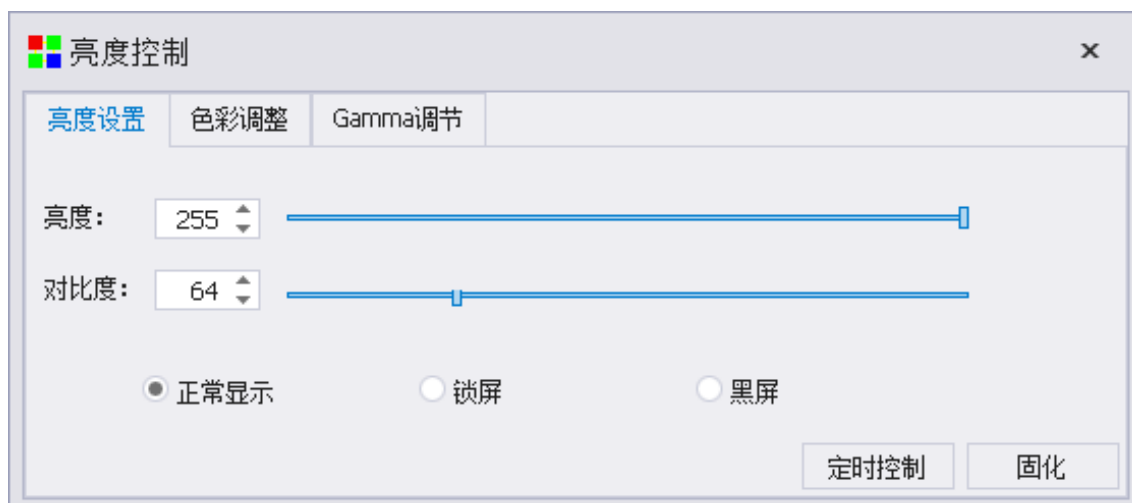 亮度控制
亮度设置 色彩调整 Gamma调节
亮度： 255
对比度： 64
正常显示 锁屏 黑屏
定时控制 固化